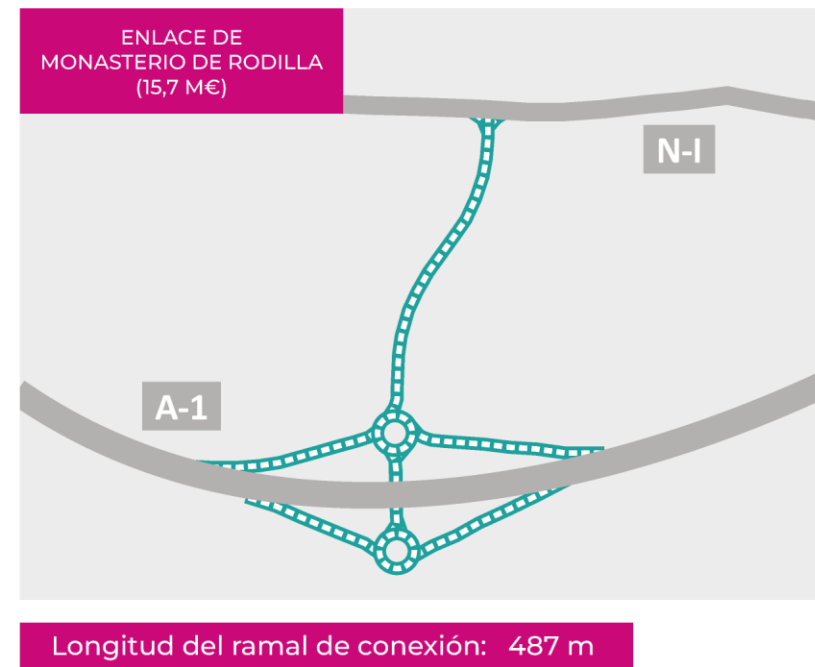 ENLACE DE
MONASTERIO DE RODILLA
(15,7 M€)
N-I
A-1
Longitud del ramal de conexión: 487 m